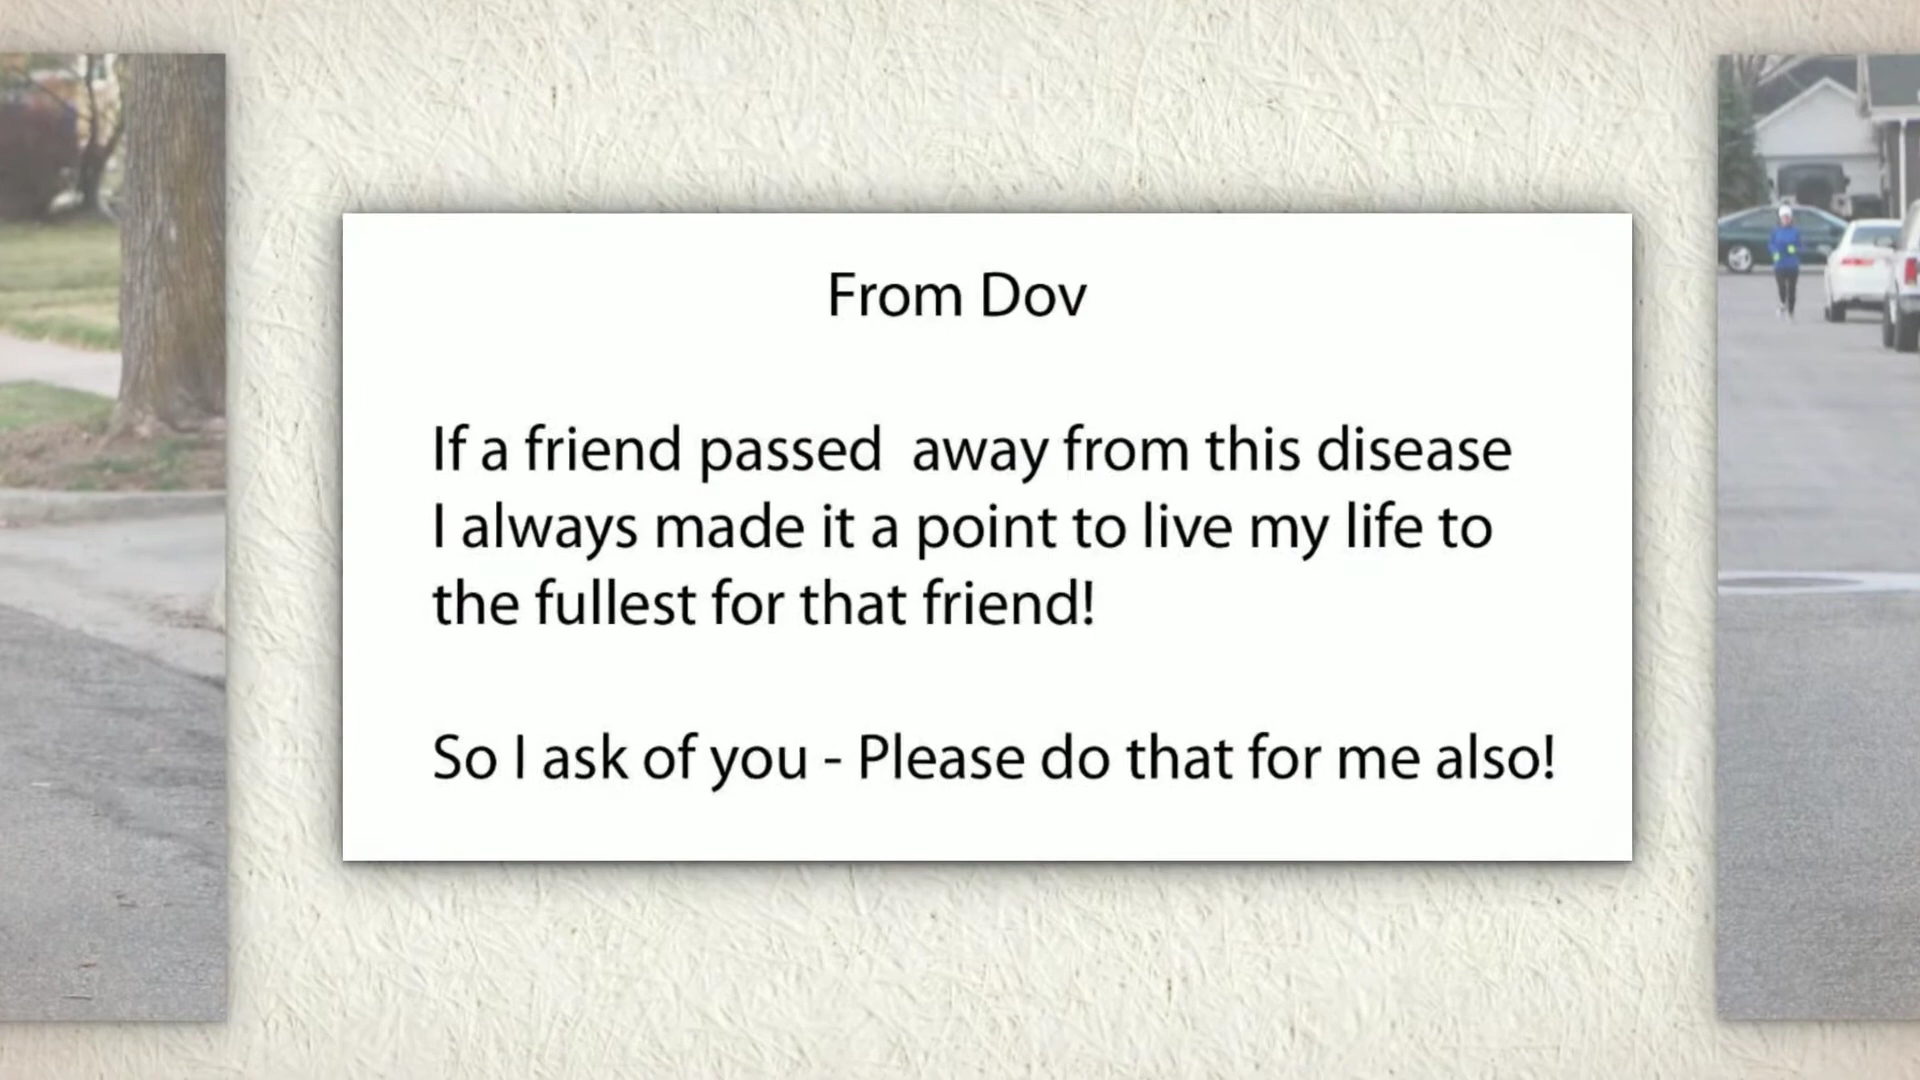 From Dov
If a friend passed  away from this disease
I always made it a point to live my life to
the fullest for that friend!
So I ask of you - Please do that for me also!